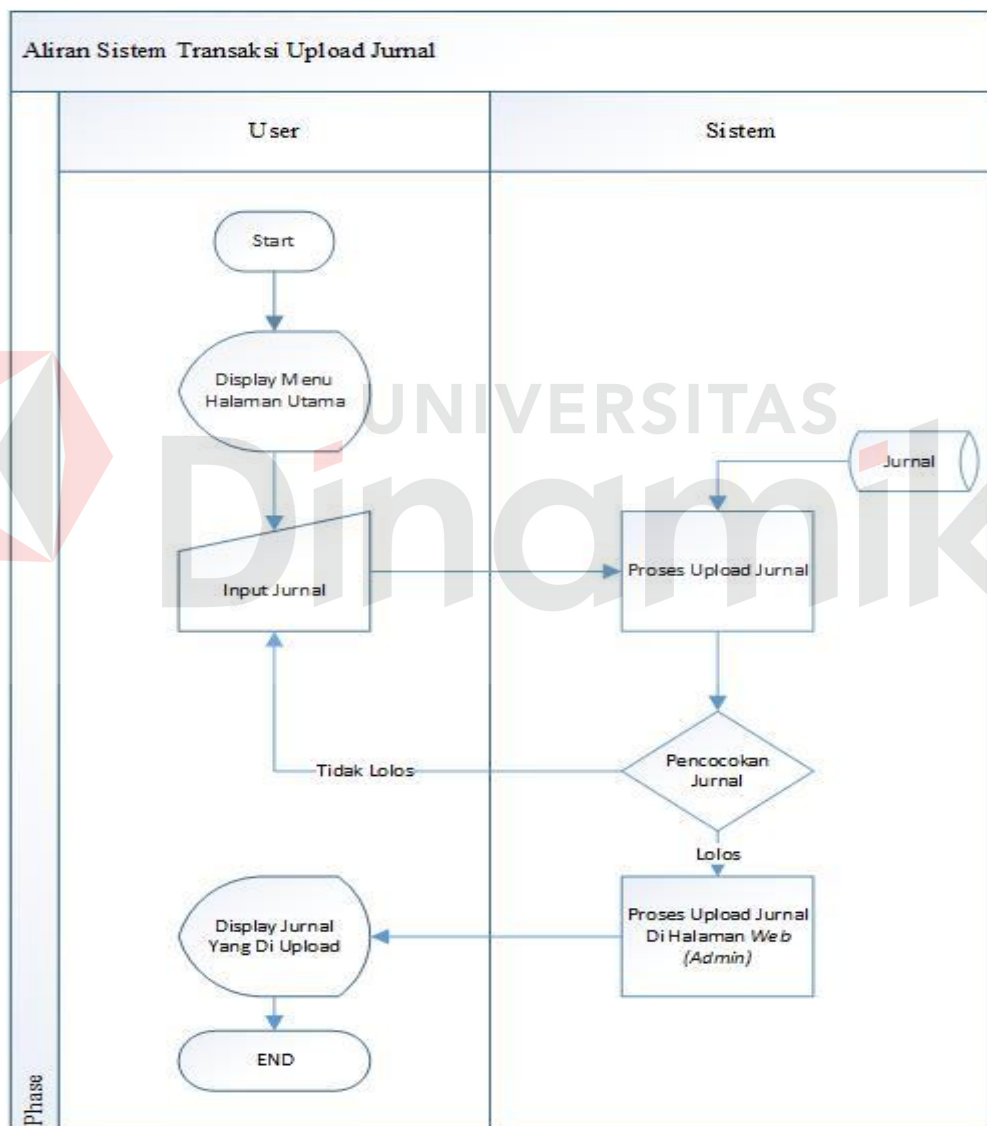 Aliran Sistem Transaksi Upload Jurnal
User
Sistem
Start
Display Menu
Halaman Utama
UNIVERSITAS
Dinamik
Jurnal
Input Jurnal
Proses Upload Jurnal
Pencocokan
Jurnal
Tidak Lolos
Lolos
Display Jurnal
Yang Di Upload
Proses Upload Jurnal
Di Halaman Web
(Admin)
END
Phase